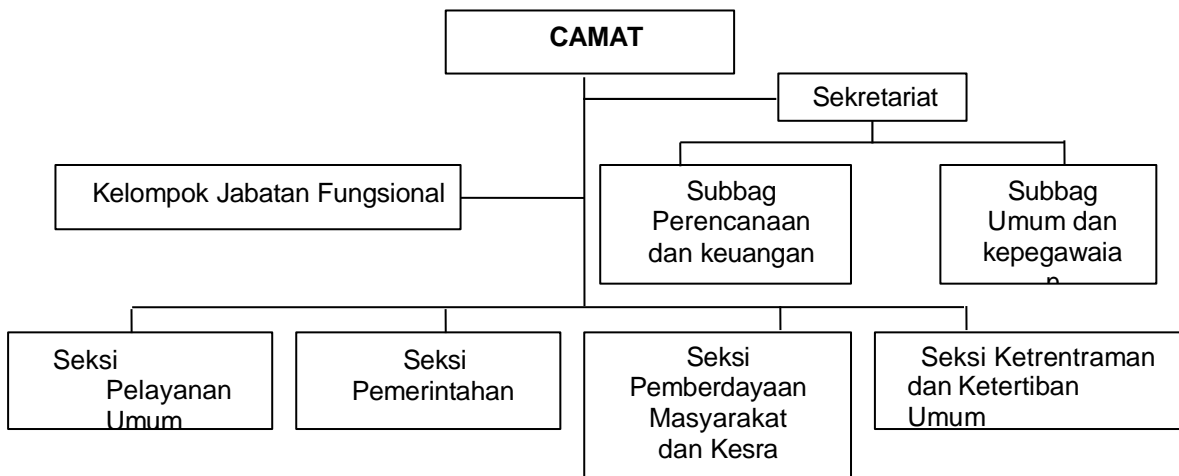 CAMAT
Sekretariat
Kelompok Jabatan Fungsional
Subbag
Perencanaan
dan keuangan
Subbag
Umum dan
kepegawaia
n
Seksi
Pelayanan
Umum
Seksi
Pemerintahan
Seksi
Pemberdayaan
Masyarakat
dan Kesra
Seksi Ketrentraman
dan Ketertiban
Umum